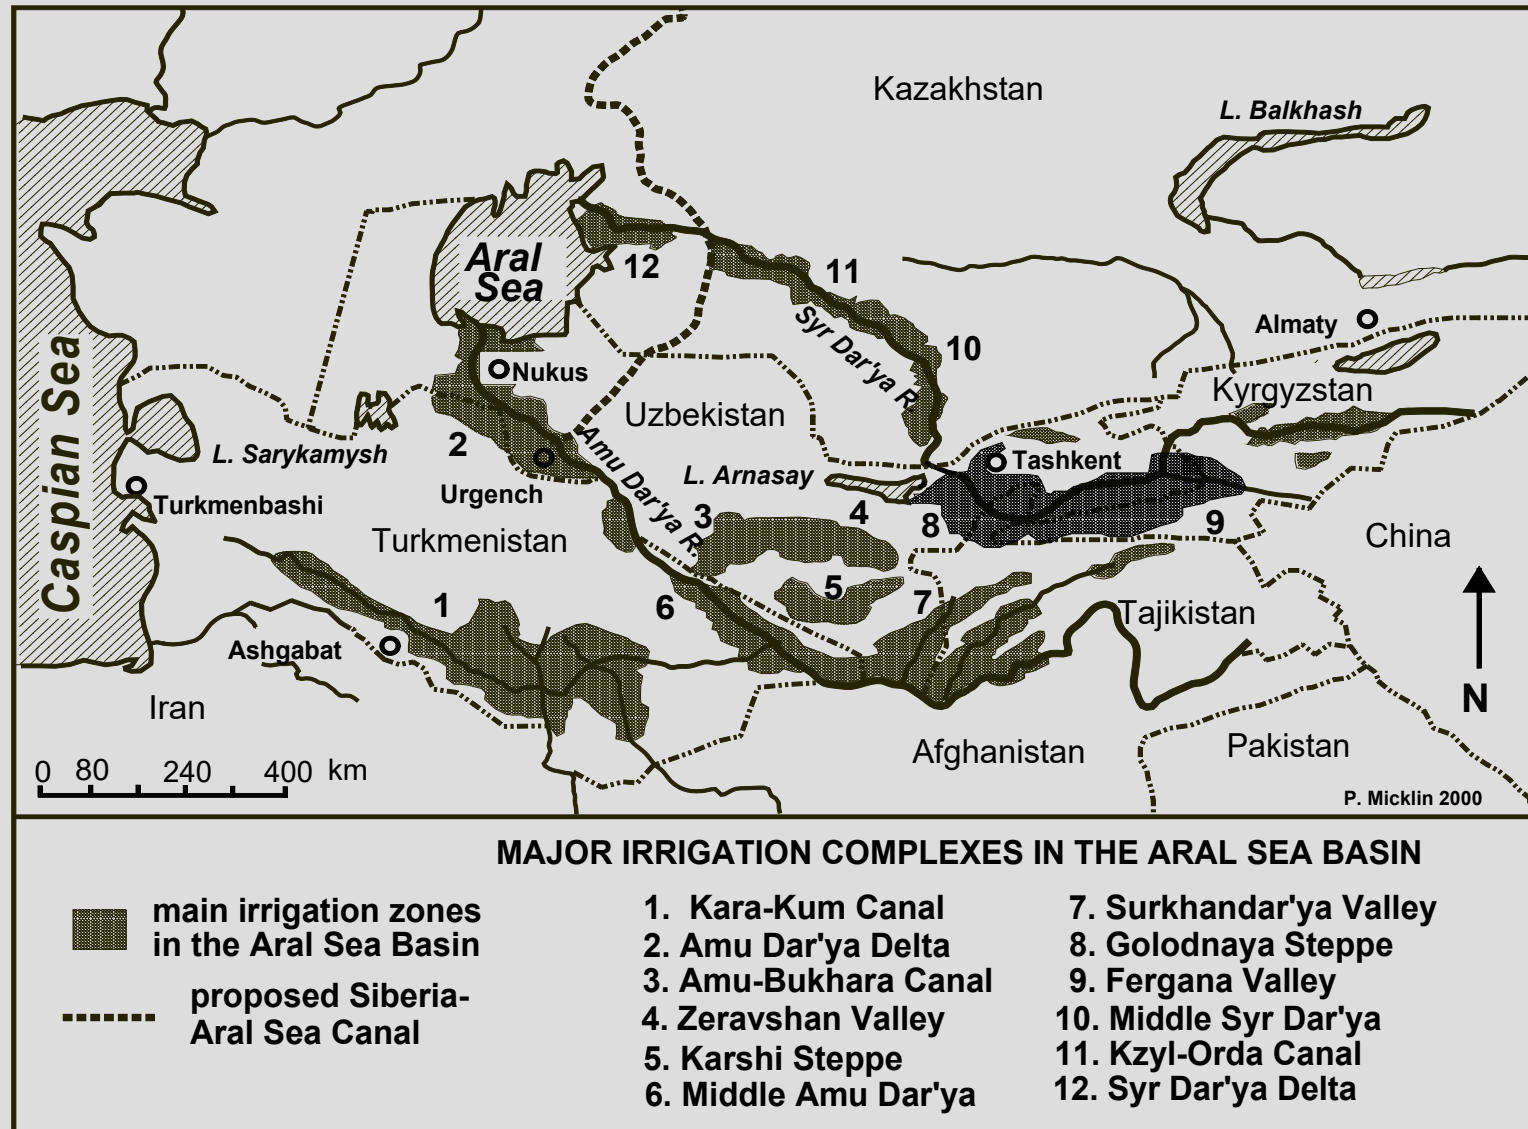 Kazakhstan
L. Balkhash
Aral
Sea
12
11
Syr Dar'ya R.
10
Almaty
Caspian Sea
Nukus
Kyrgyzstan
Uzbekistan
2
L. Sarykamysh
Amu Dar'ya R.
Tashkent
L. Arnasay
Urgench
Turkmenbashi
3
4
8
9
Turkmenistan
China
5
1
6
7
Tajikistan
Ashgabat
Iran
N
Afghanistan
Pakistan
0 80 240 400 km
P. Micklin 2000
MAJOR IRRIGATION COMPLEXES IN THE ARAL SEA BASIN
main irrigation zones
in the Aral Sea Basin
proposed Siberia-
Aral Sea Canal
1. Kara-Kum Canal
2. Amu Dar'ya Delta
3. Amu-Bukhara Canal
4. Zeravshan Valley
5. Karshi Steppe
6. Middle Amu Dar'ya
7. Surkhandar'ya Valley
8. Golodnaya Steppe
9. Fergana Valley
10. Middle Syr Dar'ya
11. Kzyl-Orda Canal
12. Syr Dar'ya Delta